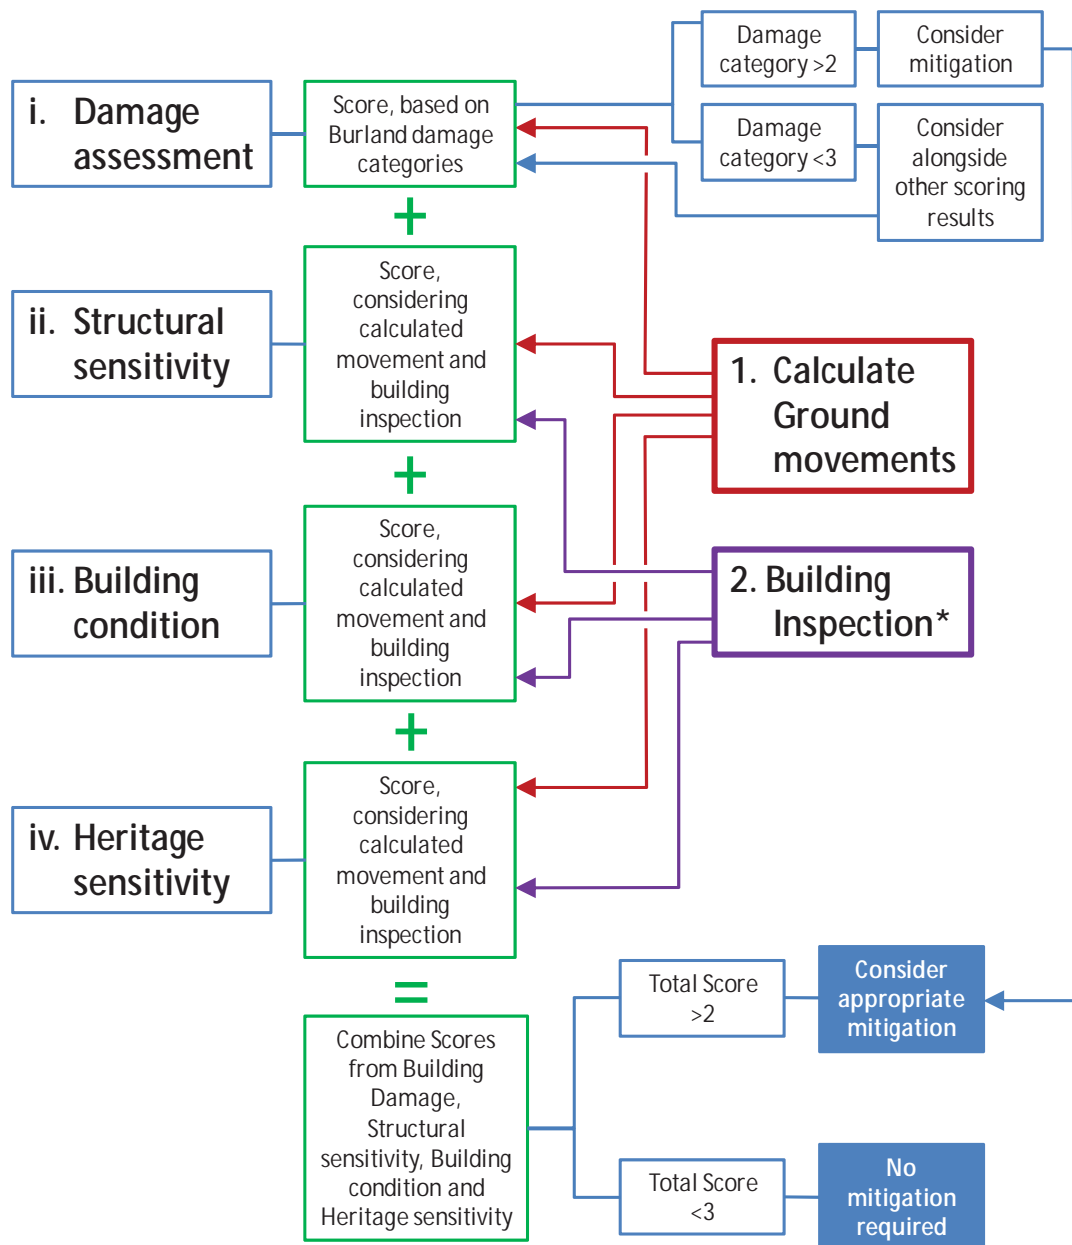 i. Damage
assessment
Score, based on
Burland damage
categories
Damage
category >2
Consider
mitigation
Damage
category <3
Consider
alongside
other scoring
results
+
ii. Structural
sensitivity
Score,
considering
calculated
movement and
building
inspection
1. Calculate
Ground
movements
+
iii. Building
condition
Score,
considering
calculated
movement and
building
inspection
2. Building
Inspection*
+
iv. Heritage
sensitivity
Score,
considering
calculated
movement and
building
inspection
=
Combine Scores
from Building
Damage,
Structural
sensitivity, Building
condition and
Heritage sensitivity
Total Score
>2
Consider
appropriate
mitigation
Total Score
<3
No
mitigation
required